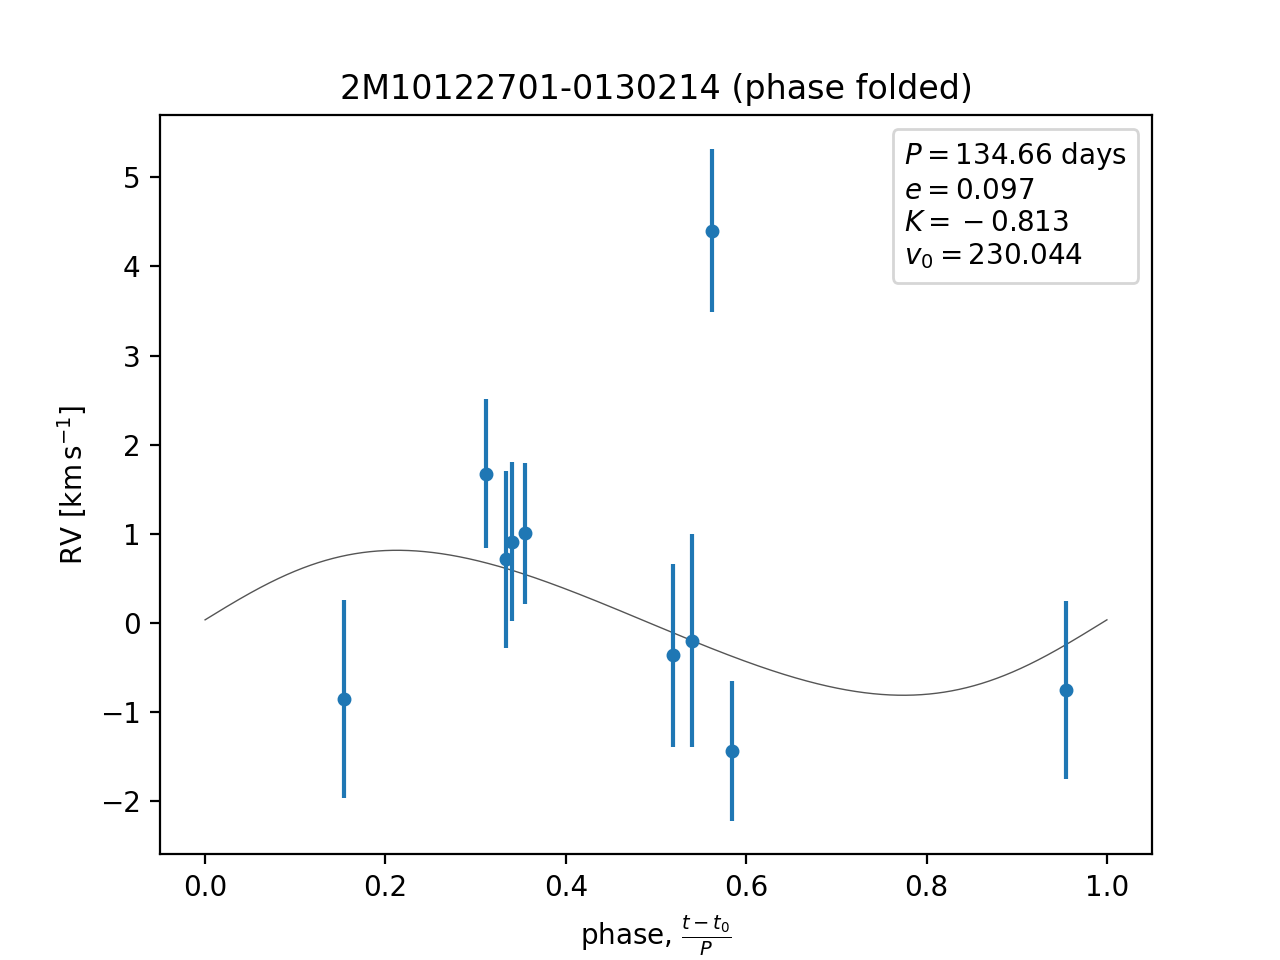 2M10122701-0130214 (phase folded)
P = 134.66 days
e = 0.097
K = −0.813
v₀ = 230.044
5
4
3
2
1
0
−1
−2
RV [km s⁻¹]
0.0 0.2 0.4 0.6 0.8 1.0
phase, (t − t₀)/P